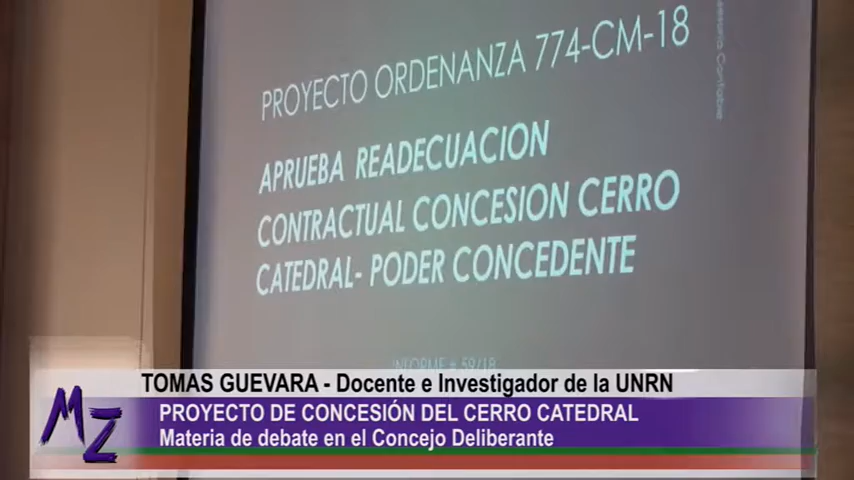 PROYECTO ORDENANZA 774-CM-18
APRUEBA READECUACION
CONTRACTUAL CONCESION CERRO
CATEDRAL- PODER CONCEDENTE
TOMAS GUEVARA - Docente e Investigador de la UNRN
PROYECTO DE CONCESIÓN DEL CERRO CATEDRAL
Materia de debate en el Concejo Deliberante
MZ